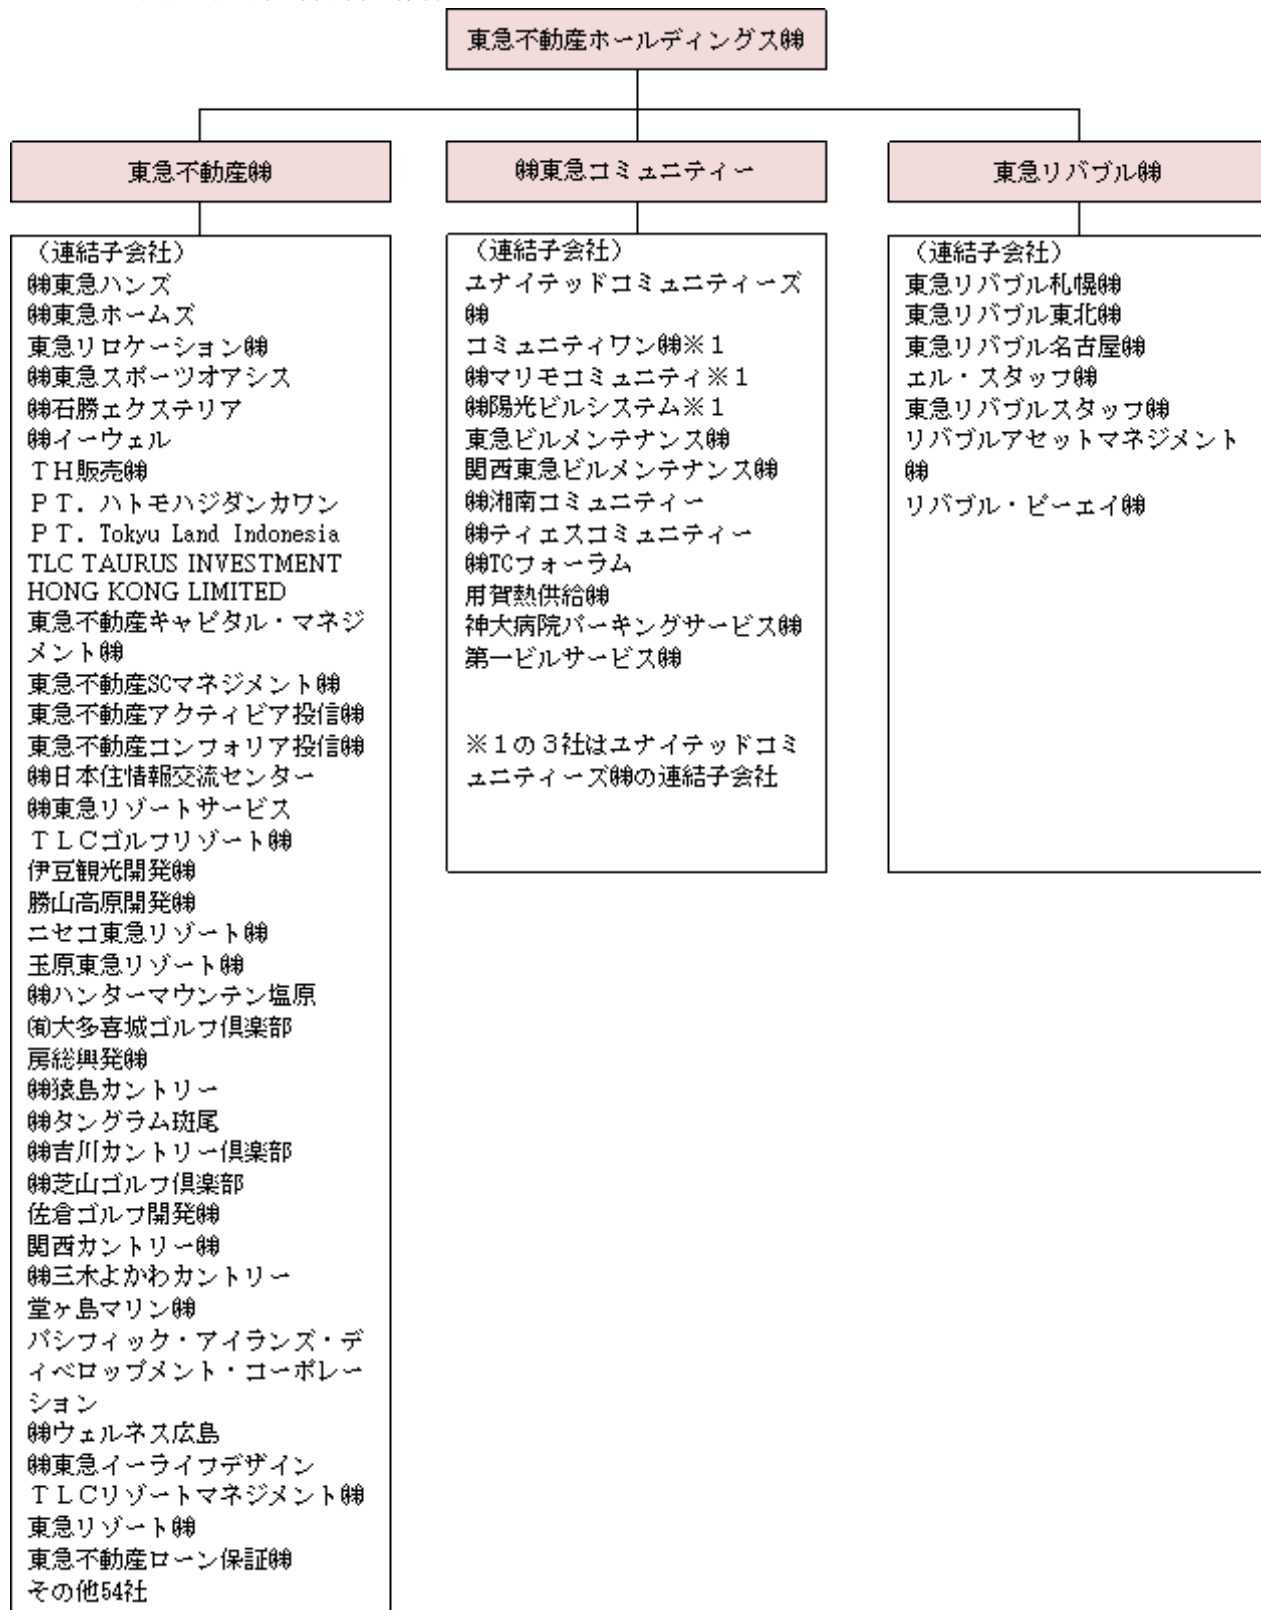 東急不動産ホールディングス㈱
東急不動産㈱
（連結子会社）
㈱東急ハンズ
㈱東急ホームズ
東急リロケーション㈱
㈱東急スポーツオアシス
㈱石勝エクステリア
㈱イーウェル
ＴＨ販売㈱
ＰＴ．ハトモハジダンカワン
ＰＴ．Tokyu Land Indonesia
TLC TAURUS INVESTMENT
HONG KONG LIMITED
東急不動産キャピタル・マネジ
メント㈱
東急不動産SCマネジメント㈱
東急不動産アクティビア投信㈱
東急不動産コンフォリア投信㈱
㈱日本住情報交流センター
㈱東急リゾートサービス
ＴＬＣゴルフリゾート㈱
伊豆観光開発㈱
勝山高原開発㈱
ニセコ東急リゾート㈱
玉原東急リゾート㈱
㈱ハンターマウンテン塩原
㈲大多喜城ゴルフ倶楽部
房総興発㈱
㈱猿島カントリー
㈱タングラム斑尾
㈱吉川カントリー倶楽部
㈱芝山ゴルフ倶楽部
佐倉ゴルフ開発㈱
関西カントリー㈱
㈱三木よかわカントリー
堂ヶ島マリン㈱
パシフィック・アイランズ・デ
ィベロップメント・コーポレー
ション
㈱ウェルネス広島
㈱東急イーライフデザイン
ＴＬＣリゾートマネジメント㈱
東急リゾート㈱
東急不動産ローン保証㈱
その他54社
㈱東急コミュニティー
（連結子会社）
ユナイテッドコミュニティーズ
㈱
コミュニティワン㈱※１
㈱マリモコミュニティ※１
㈱陽光ビルシステム※１
東急ビルメンテナンス㈱
関西東急ビルメンテナンス㈱
㈱湘南コミュニティー
㈱ティエスコミュニティー
㈱TCフォーラム
用賀熱供給㈱
神大病院パーキングサービス㈱
第一ビルサービス㈱
※１の３社はユナイテッドコミ
ュニティーズ㈱の連結子会社
東急リバブル㈱
（連結子会社）
東急リバブル札幌㈱
東急リバブル東北㈱
東急リバブル名古屋㈱
エル・スタッフ㈱
東急リバブルスタッフ㈱
リバブルアセットマネジメント
㈱
リバブル・ピーエイ㈱